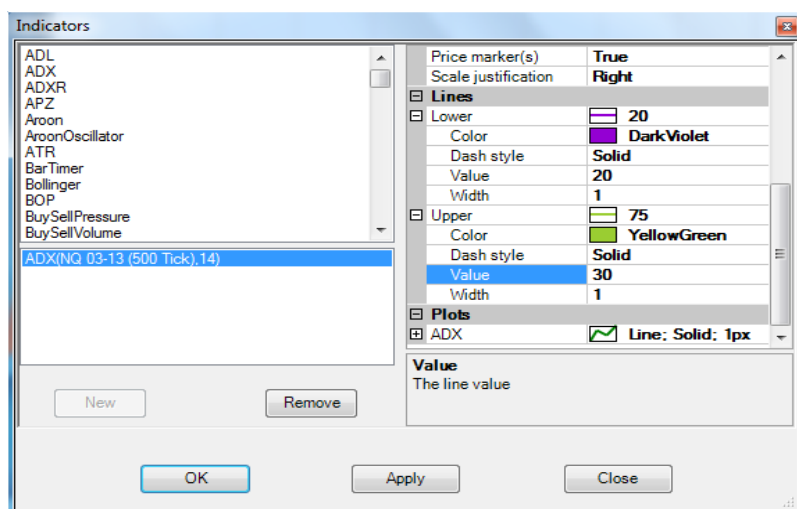 Indicators
ADL
ADX
ADXR
APZ
Aroon
AroonOscillator
ATR
BarTimer
Bollinger
BOP
BuySellPressure
BuySellVolume
ADX(NQ 03-13 (500 Tick),14)
New
Remove
Price marker(s) True
Scale justification Right
Lines
Lower 20
Color DarkViolet
Dash style Solid
Value 20
Width 1
Upper 75
Color YellowGreen
Dash style Solid
Value 30
Width 1
Plots
ADX Line; Solid; 1px
Value
The line value
OK
Apply
Close